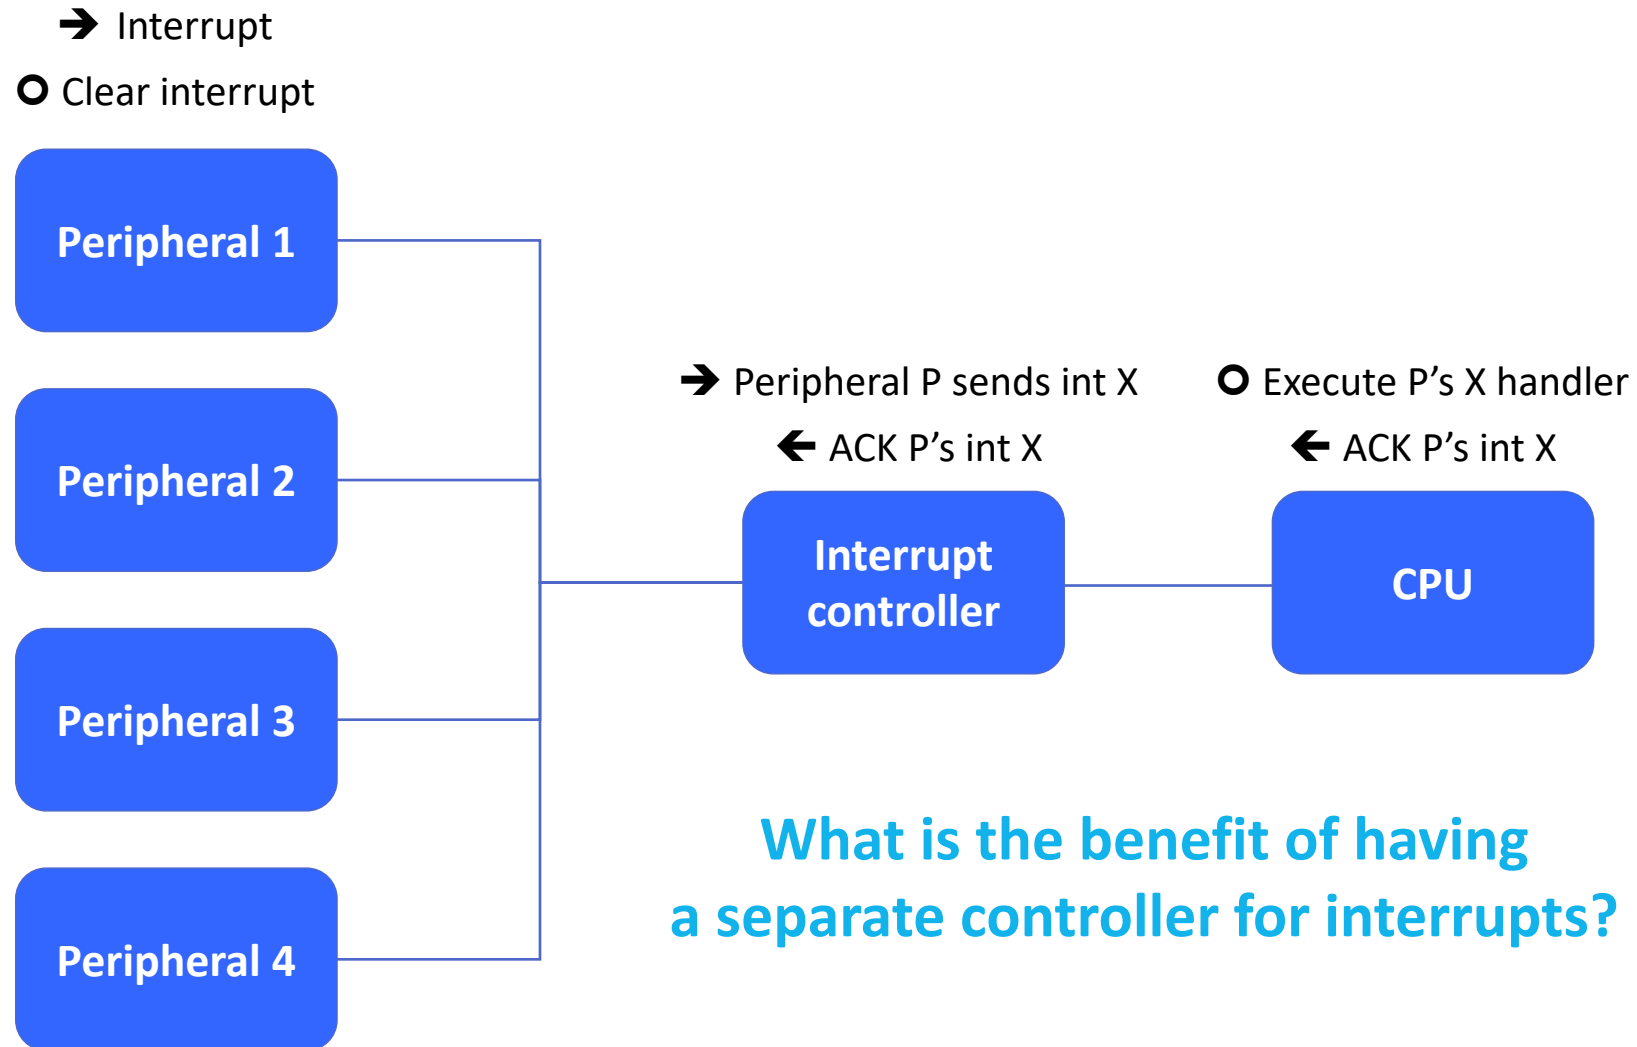 ➔ Interrupt
Clear interrupt
Peripheral 1
Peripheral 2
Peripheral 3
Peripheral 4
➔ Peripheral P sends int X
🡰 ACK P’s int X
Interrupt
controller
Execute P’s X handler
🡰 ACK P’s int X
CPU
What is the benefit of having
a separate controller for interrupts?